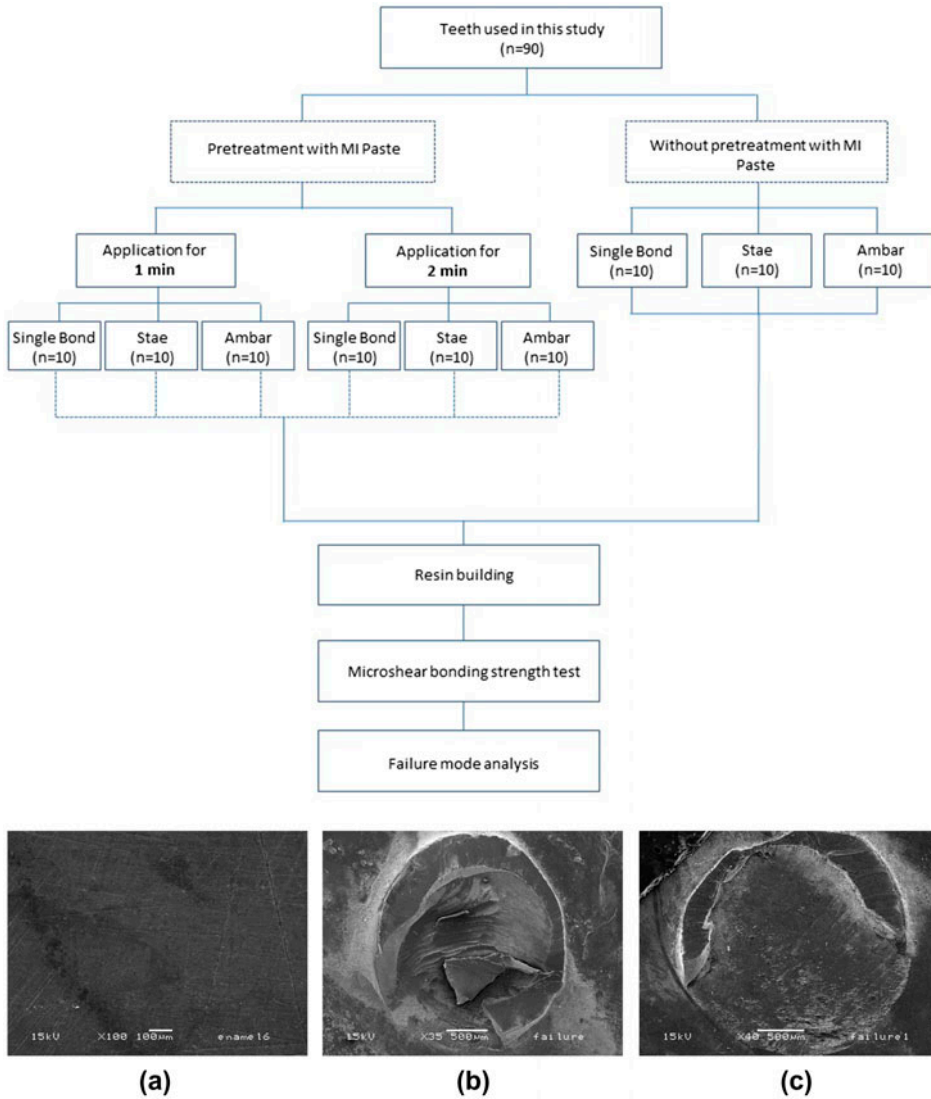 Teeth used in this study
(n=90)
Pretreatment with MI Paste
Without pretreatment with MI
Paste
Application for
1 min
Application for
2 min
Single Bond
(n=10)
Stae
(n=10)
Ambar
(n=10)
Single Bond
(n=10)
Stae
(n=10)
Ambar
(n=10)
Single Bond
(n=10)
Stae
(n=10)
Ambar
(n=10)
Resin building
Microshear bonding strength test
Failure mode analysis
15kV X100 100µm enamel6
15kV X35 500µm failure
15kV X40 500µm failure1
(a)
(b)
(c)